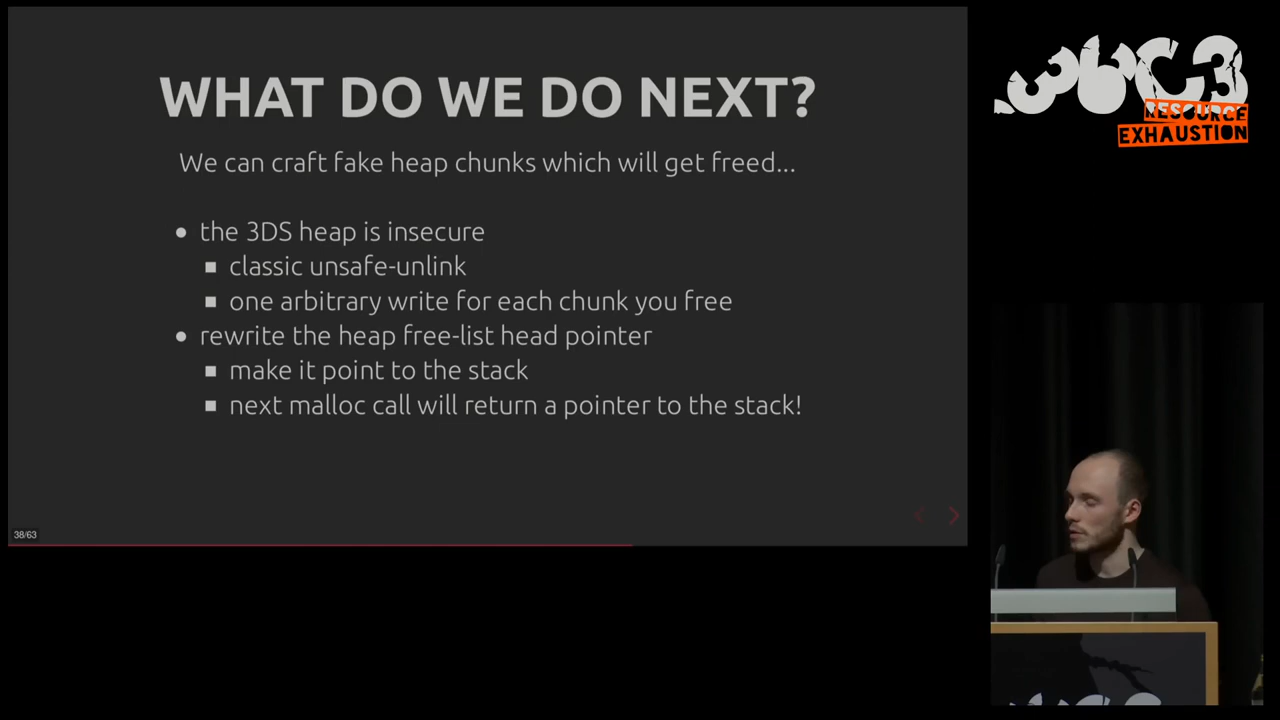 WHAT DO WE DO NEXT?
We can craft fake heap chunks which will get freed...
● the 3DS heap is insecure
■ classic unsafe-unlink
■ one arbitrary write for each chunk you free
● rewrite the heap free-list head pointer
■ make it point to the stack
■ next malloc call will return a pointer to the stack!
38/63
36C3
RESOURCE
EXHAUSTION